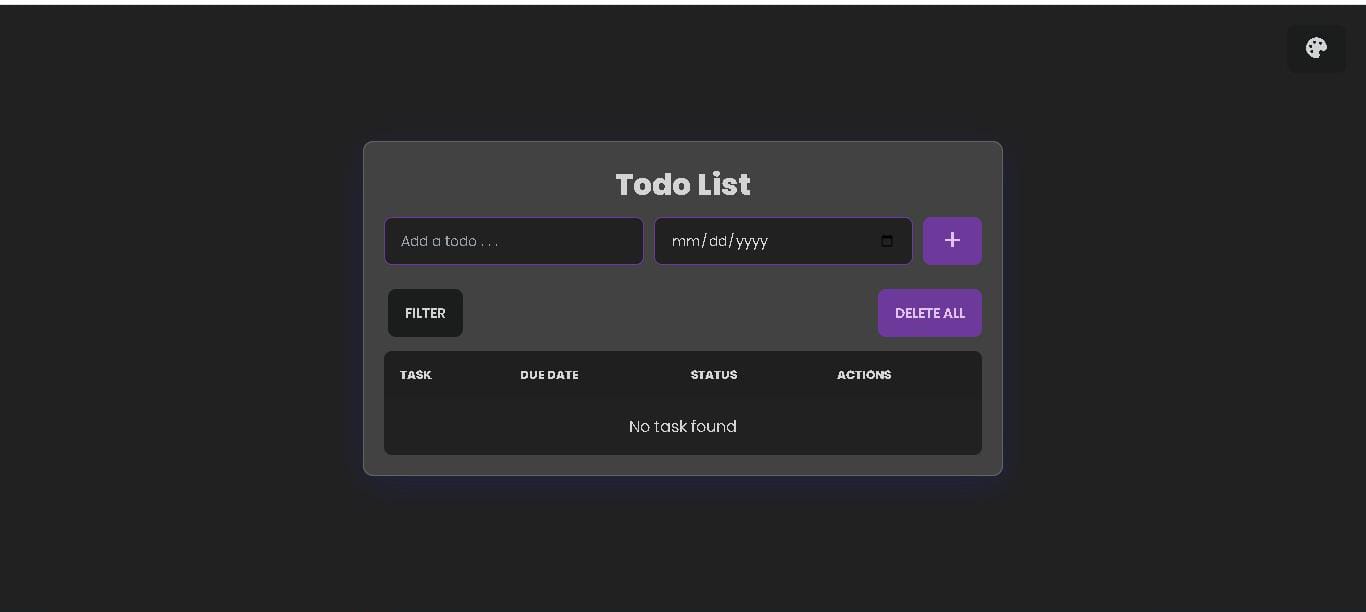 Todo List
Add a todo . . .
mm/dd/yyyy
+
FILTER
DELETE ALL
TASK DUE DATE STATUS ACTIONS
No task found